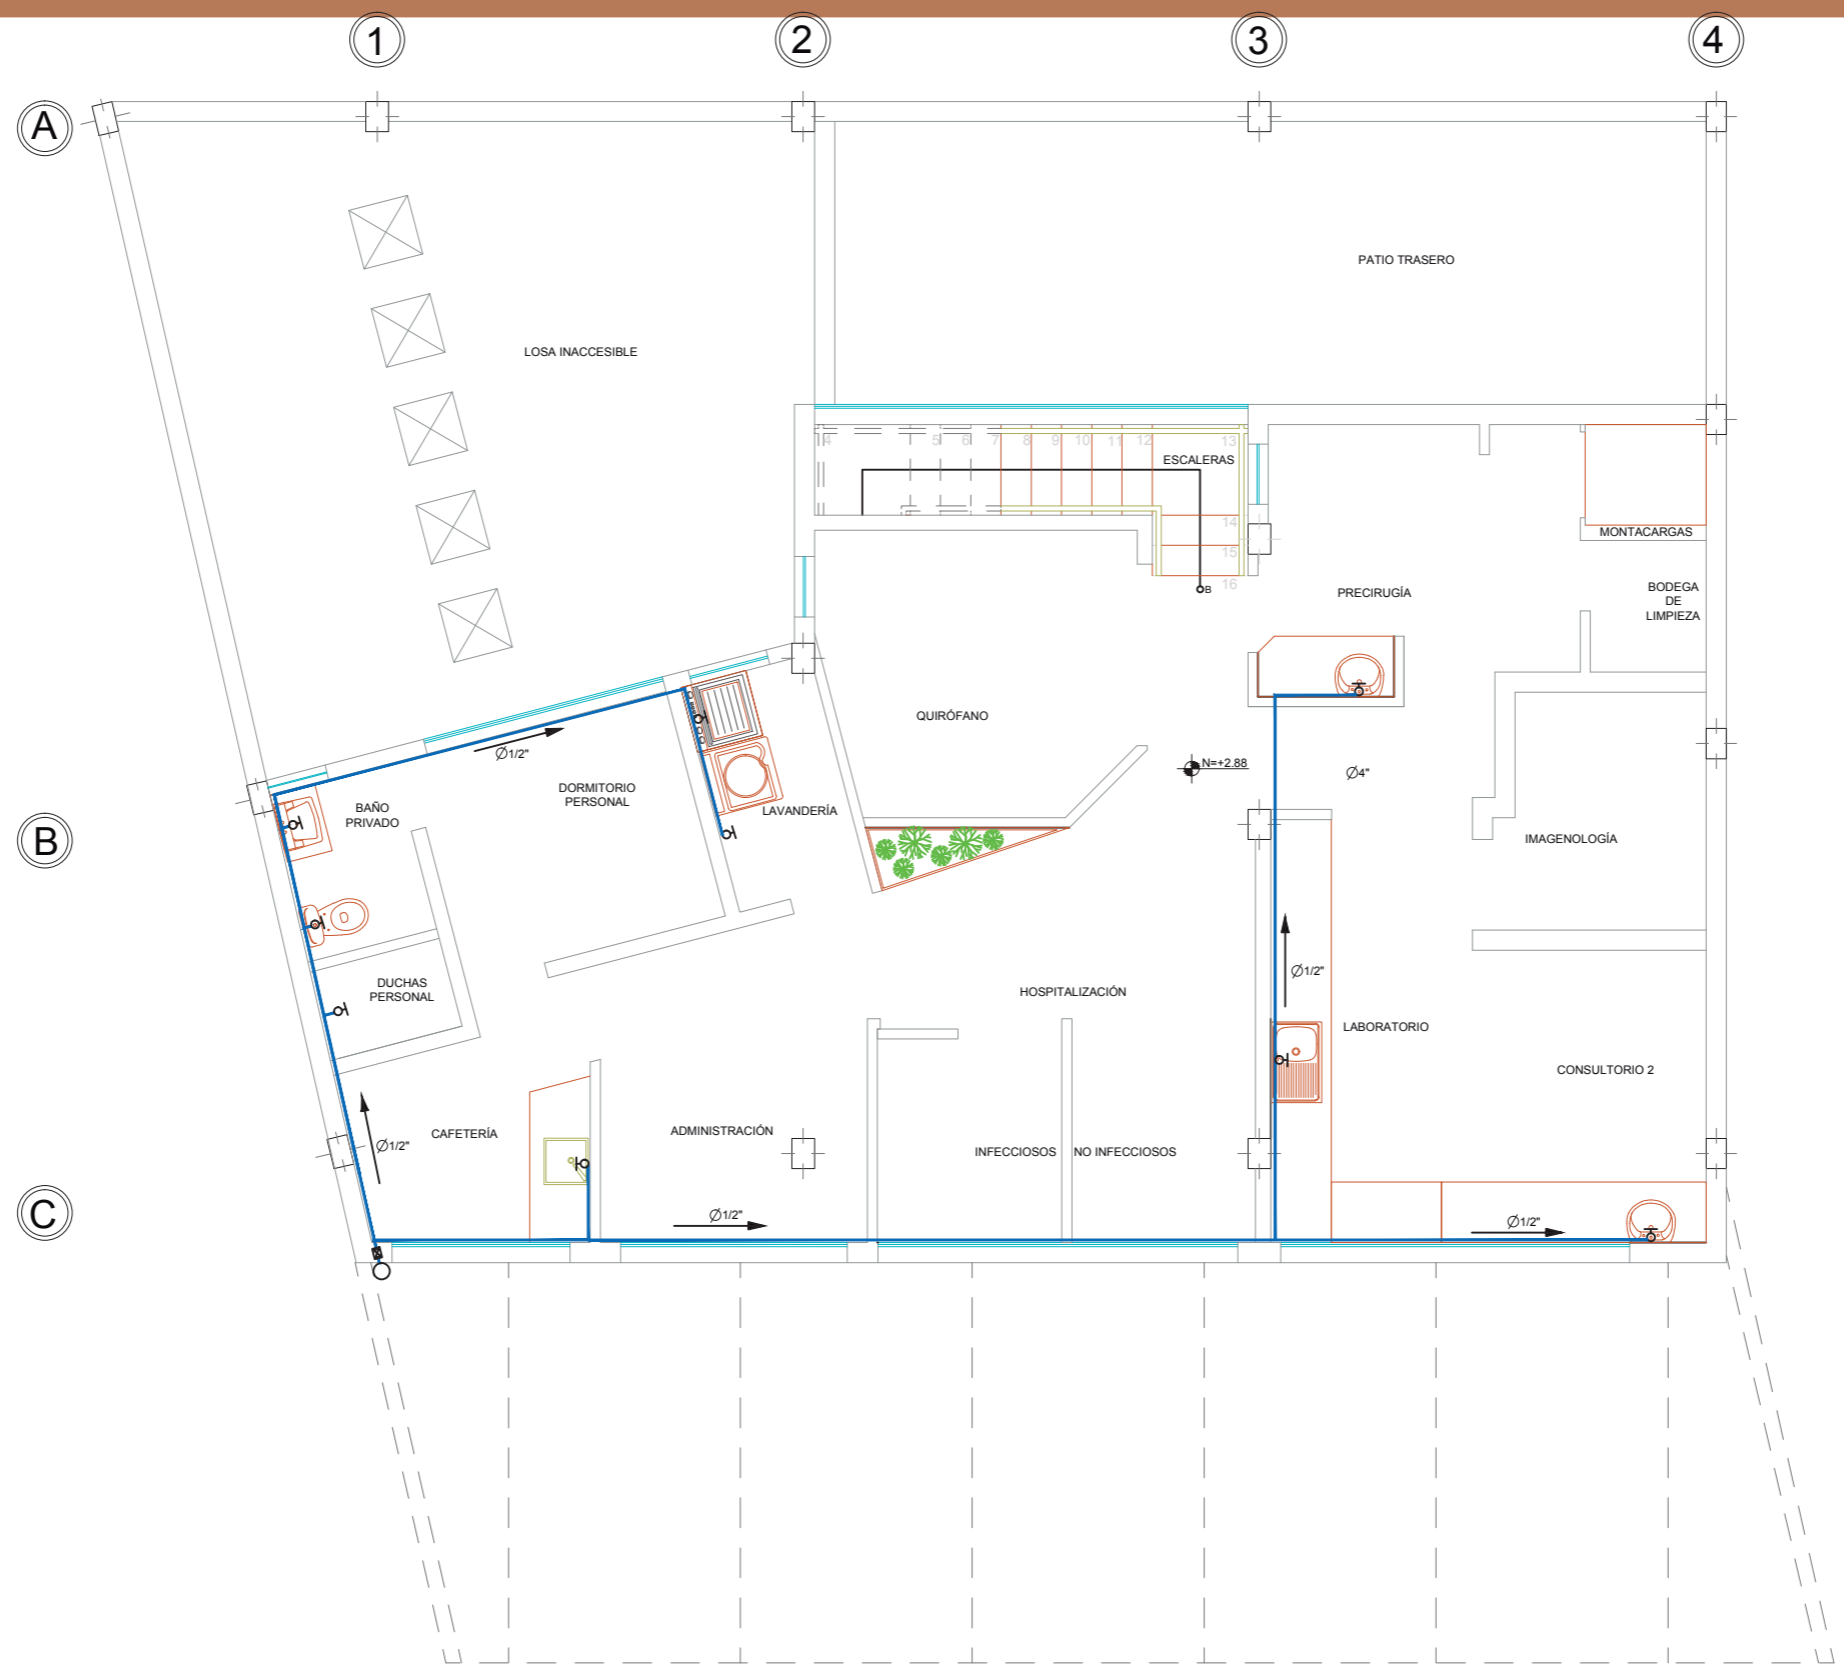 1
2
3
4
A
PATIO TRASERO
LOSA INACCESIBLE
4
5
6
7
8
9
10
11
12
13
ESCALERAS
14
15
16
B
MONTACARGAS
PRECIRUGÍA
BODEGA
DE
LIMPIEZA
QUIRÓFANO
Ø1/2"
N=+2.88
Ø4"
DORMITORIO
PERSONAL
BAÑO
PRIVADO
LAVANDERÍA
B
IMAGENOLOGÍA
DUCHAS
PERSONAL
HOSPITALIZACIÓN
Ø1/2"
LABORATORIO
CONSULTORIO 2
CAFETERÍA
ADMINISTRACIÓN
Ø1/2"
INFECCIOSOS
NO INFECCIOSOS
C
Ø1/2"
Ø1/2"